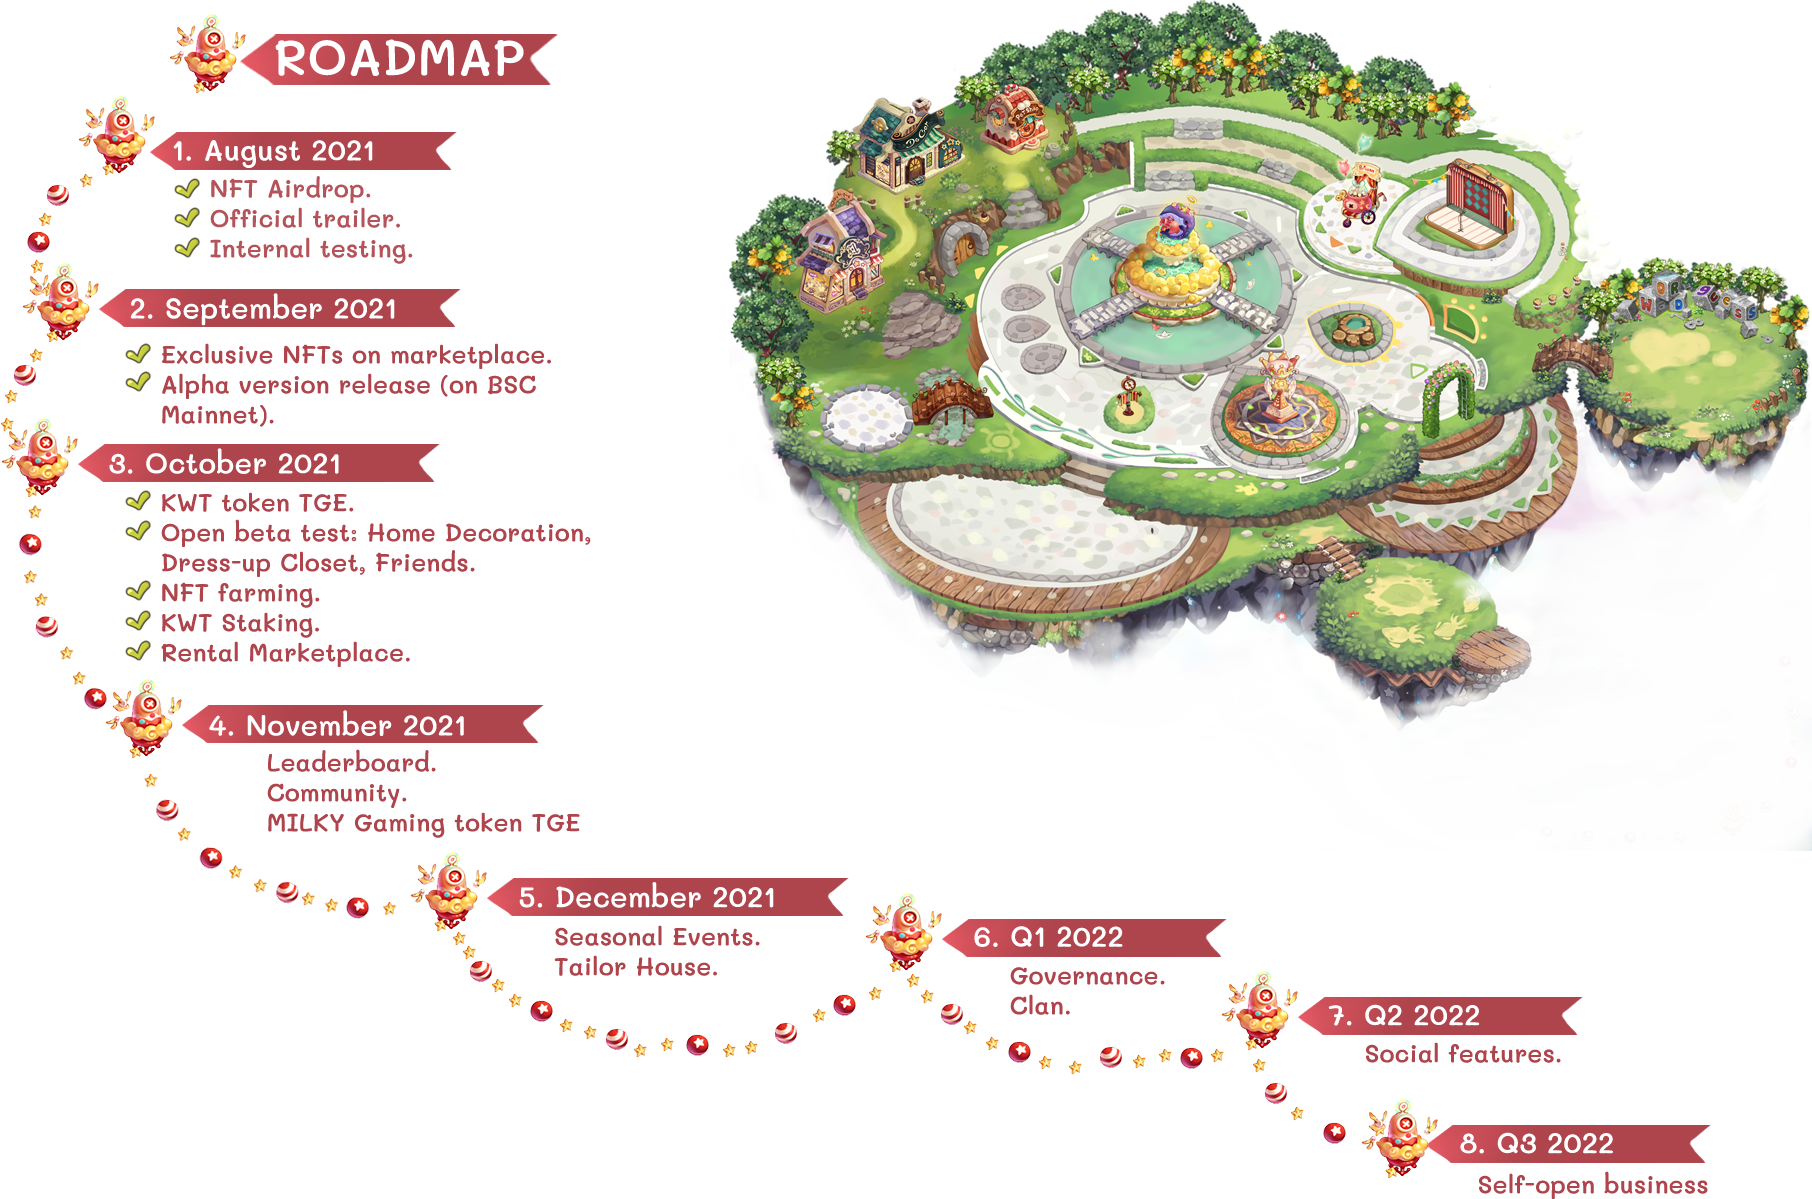 ROADMAP
1. August 2021
NFT Airdrop.
Official trailer.
Internal testing.
2. September 2021
Exclusive NFTs on marketplace.
Alpha version release (on BSC
Mainnet).
3. October 2021
KWT token TGE.
Open beta test: Home Decoration,
Dress-up Closet, Friends.
NFT farming.
KWT Staking.
Rental Marketplace.
4. November 2021
Leaderboard.
Community.
MILKY Gaming token TGE
5. December 2021
Seasonal Events.
Tailor House.
6. Q1 2022
Governance.
Clan.
7. Q2 2022
Social features.
8. Q3 2022
Self-open business